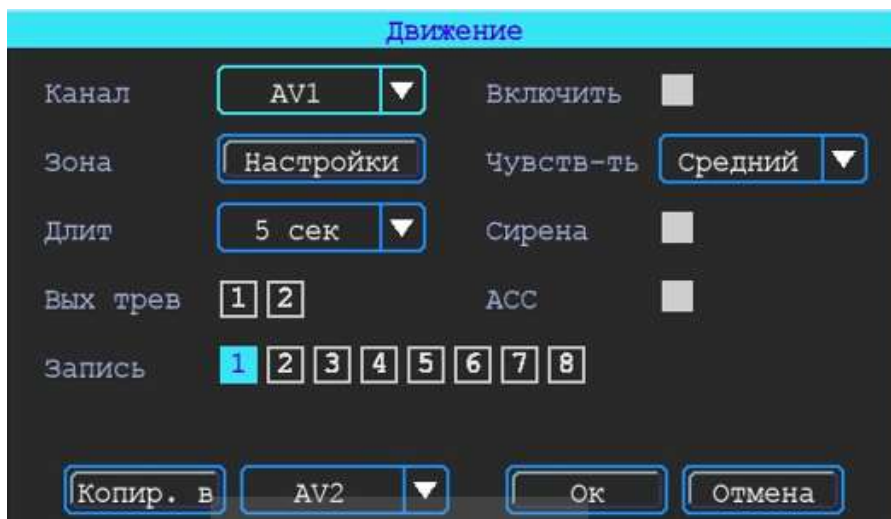 Движение
Канал AV1 Включить
Зона Настройки Чувств-ть Средний
Длит 5 сек Сирена
Вых трев 1 2 ACC
Запись 1 2 3 4 5 6 7 8
Копир. в AV2 Ок Отмена